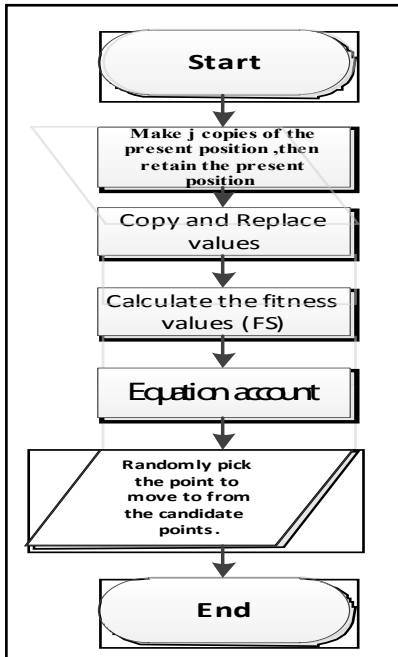 Start
Make j copies of the
present position ,then
retain the present
position
Copy and Replace
values
Calculate the fitness
values (FS)
Equation account
Randomly pick
the point to
move to from
the candidate
points.
End